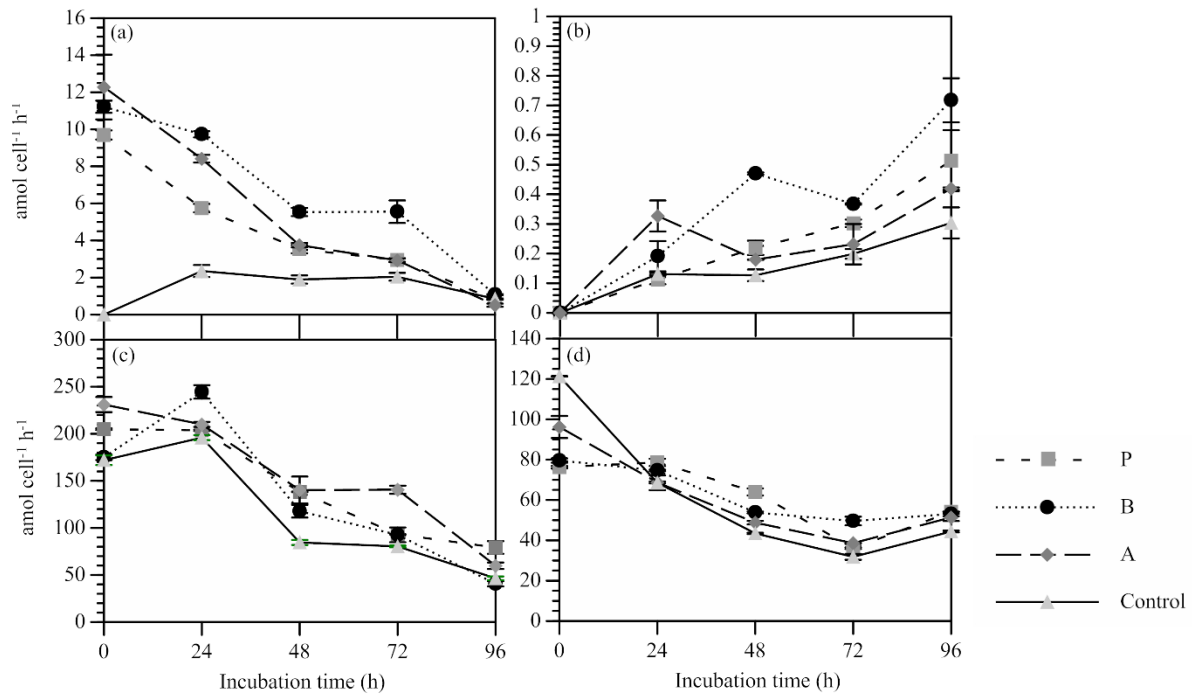 (a)
16
14
12
10
8
6
4
2
0
amol cell⁻¹ h⁻¹
(b)
1
0.9
0.8
0.7
0.6
0.5
0.4
0.3
0.2
0.1
0
(c)
300
250
200
150
100
50
0
amol cell⁻¹ h⁻¹
0 24 48 72 96
Incubation time (h)
(d)
140
120
100
80
60
40
20
0
0 24 48 72 96
Incubation time (h)
P
B
A
Control